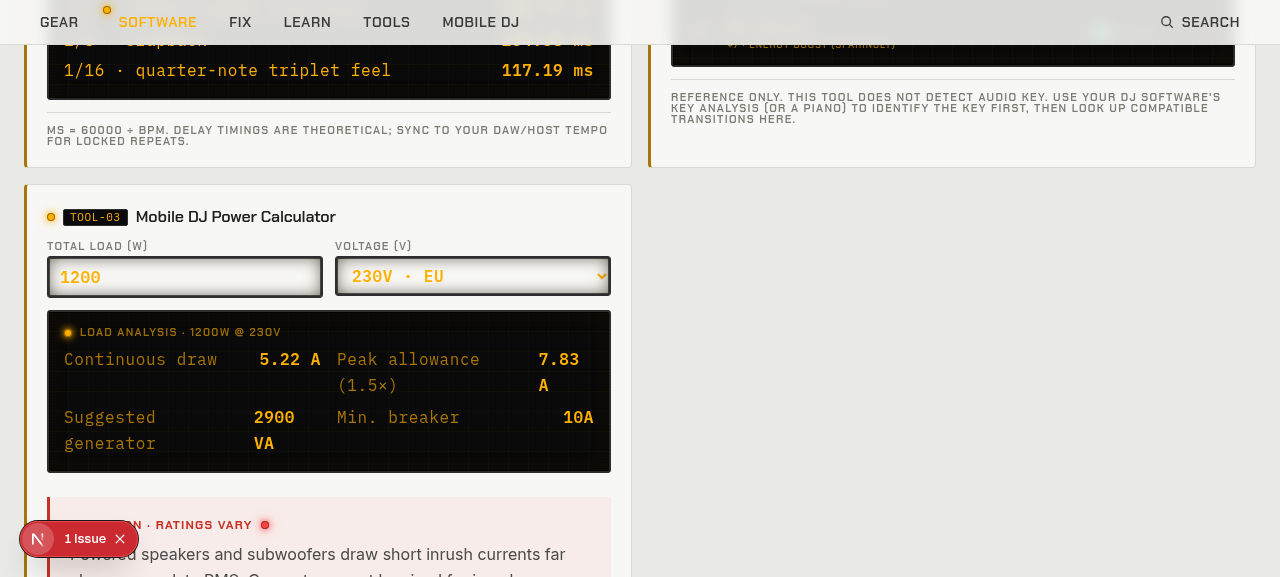 GEAR
SOFTWARE
FIX
LEARN
TOOLS
MOBILE DJ
SEARCH
1/16 · quarter-note triplet feel 117.19 ms
MS = 60000 ÷ BPM. DELAY TIMINGS ARE THEORETICAL; SYNC TO YOUR DAW/HOST TEMPO
FOR LOCKED REPEATS.
REFERENCE ONLY. THIS TOOL DOES NOT DETECT AUDIO KEY. USE YOUR DJ SOFTWARE'S
KEY ANALYSIS (OR A PIANO) TO IDENTIFY THE KEY FIRST, THEN LOOK UP COMPATIBLE
TRANSITIONS HERE.
TOOL-03 Mobile DJ Power Calculator
TOTAL LOAD (W)
VOLTAGE (V)
1200
230V · EU
LOAD ANALYSIS · 1200W @ 230V
Continuous draw 5.22 A
Peak allowance (1.5×) 7.83 A
Suggested generator 2900 VA
Min. breaker 10A
· RATINGS VARY
1 Issue
speakers and subwoofers draw short inrush currents far